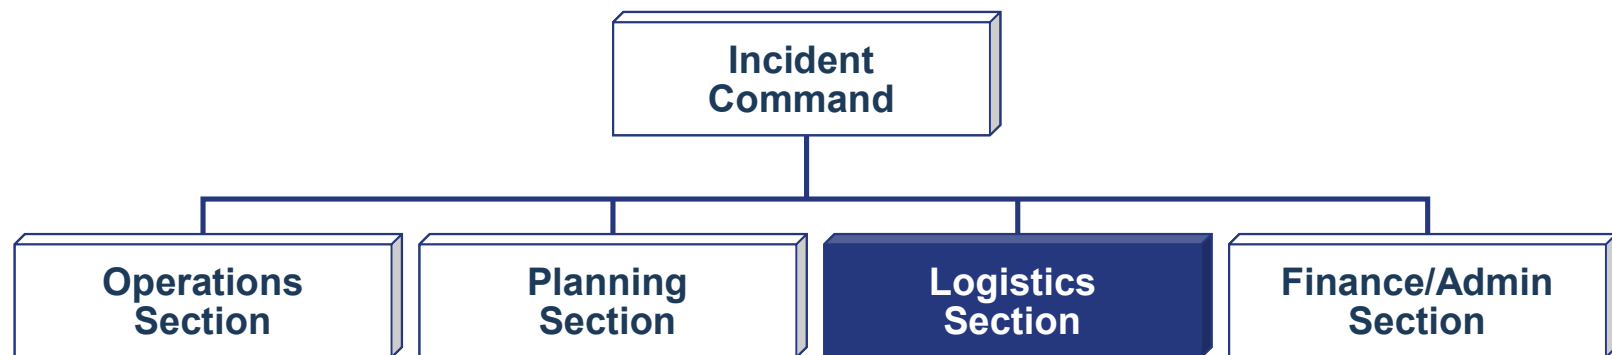 Incident
Command
Operations
Section
Planning
Section
Logistics
Section
Finance/Admin
Section